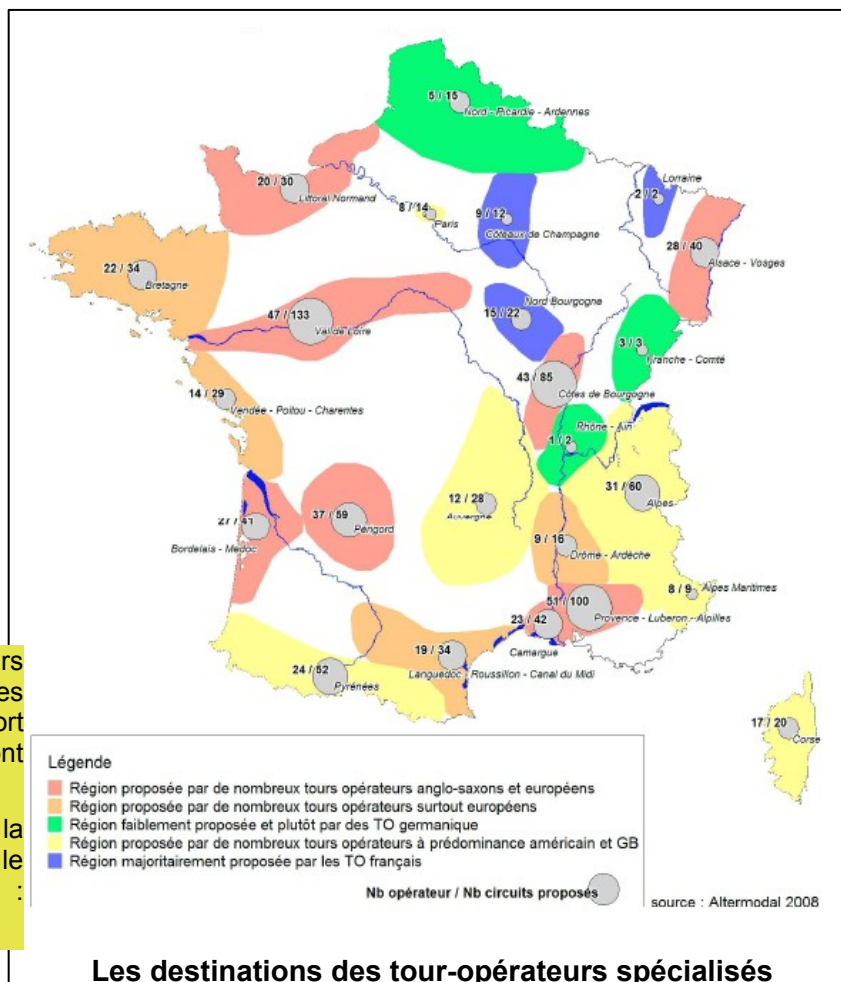 5 / 15
Nord - Picardie - Ardennes
20 / 30
Littoral Normand
8 / 14
Paris
9 / 12
Côteaux de Champagne
Lorraine
2 / 2
28 / 40
Alsace - Vosges
22 / 34
Bretagne
47 / 133
Val de Loire
15 / 22
Nord Bourgogne
3 / 3
Franche - Comté
43 / 85
Côtes de Bourgogne
14 / 29
Vendée - Poitou - Charentes
Rhône - Ain
1 / 2
31 / 60
Alpes
12 / 28
Auvergne
37 / 59
Périgord
27 / 41
Bordelais - Médoc
9 / 16
Drôme - Ardèche
8 / 9
Alpes Maritimes
51 / 100
Provence - Luberon - Alpilles
23 / 42
Camargue
19 / 34
Languedoc - Roussillon - Canal du Midi
24 / 52
Pyrénées
17 / 20
Corse
rs
es
ort
ont
la
le
:
Légende
Région proposée par de nombreux tours opérateurs anglo-saxons et européens
Région proposée par de nombreux tours opérateurs surtout européens
Région faiblement proposée et plutôt par des TO germanique
Région proposée par de nombreux tours opérateurs à prédominance américain et GB
Région majoritairement proposée par les TO français
Nb opérateur / Nb circuits proposés
source : Altermodal 2008
Les destinations des tour-opérateurs spécialisés